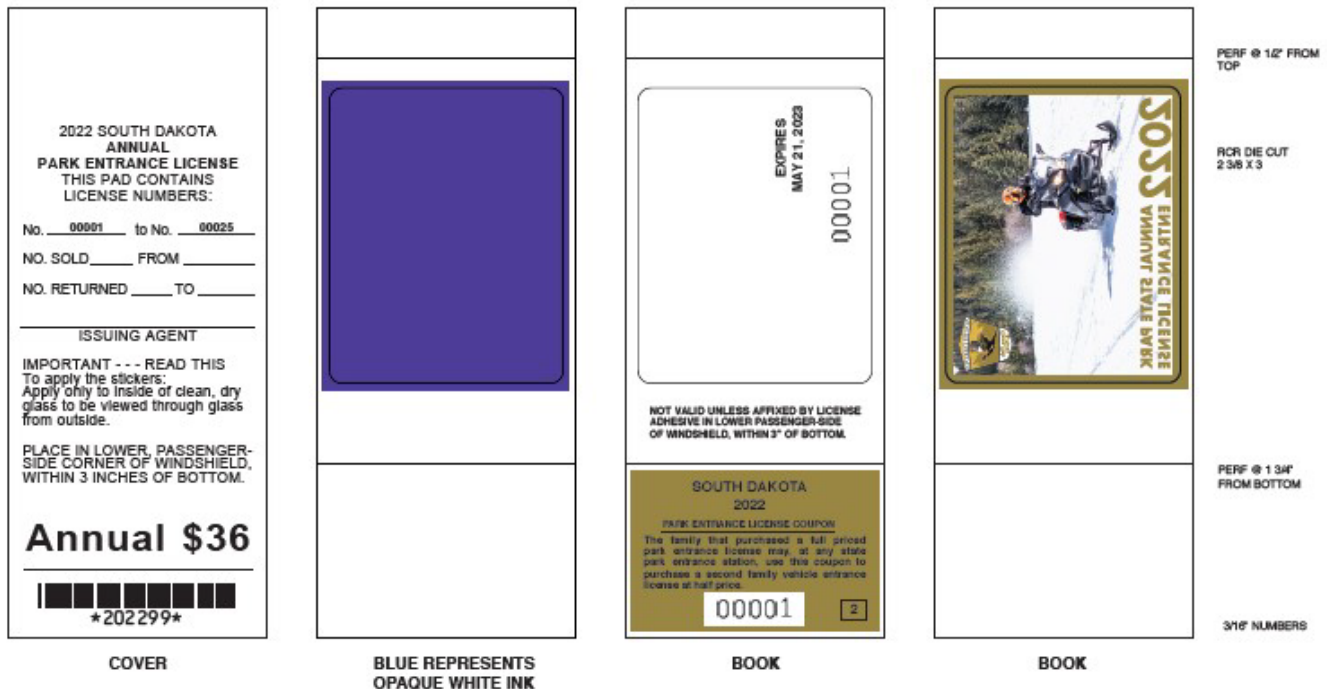 2022 SOUTH DAKOTA
ANNUAL
PARK ENTRANCE LICENSE
THIS PAD CONTAINS
LICENSE NUMBERS:
No. 00001 to No. 00025
NO. SOLD FROM
NO. RETURNED TO
ISSUING AGENT
IMPORTANT - - - READ THIS
To apply the stickers:
Apply only to inside of clean, dry
glass to be viewed through glass
from outside.
PLACE IN LOWER, PASSENGER-
SIDE CORNER OF WINDSHIELD,
WITHIN 3 INCHES OF BOTTOM.
Annual $36
*202299*
COVER
BLUE REPRESENTS
OPAQUE WHITE INK
EXPIRES
MAY 21, 2023
00001
NOT VALID UNLESS AFFIXED BY LICENSE
ADHESIVE IN LOWER PASSENGER-SIDE
OF WINDSHIELD, WITHIN 3" OF BOTTOM.
SOUTH DAKOTA
2022
PARK ENTRANCE LICENSE COUPON
The family that purchased a full priced
park entrance license may, at any state
park entrance station, use this coupon to
purchase a second family vehicle entrance
license at half price.
00001 2
BOOK
2022
ANNUAL STATE PARK
ENTRANCE LICENSE
BOOK
PERF @ 1/2" FROM
TOP
RCR DIE CUT
2 3/8 X 3
PERF @ 1 3/4"
FROM BOTTOM
3/16" NUMBERS